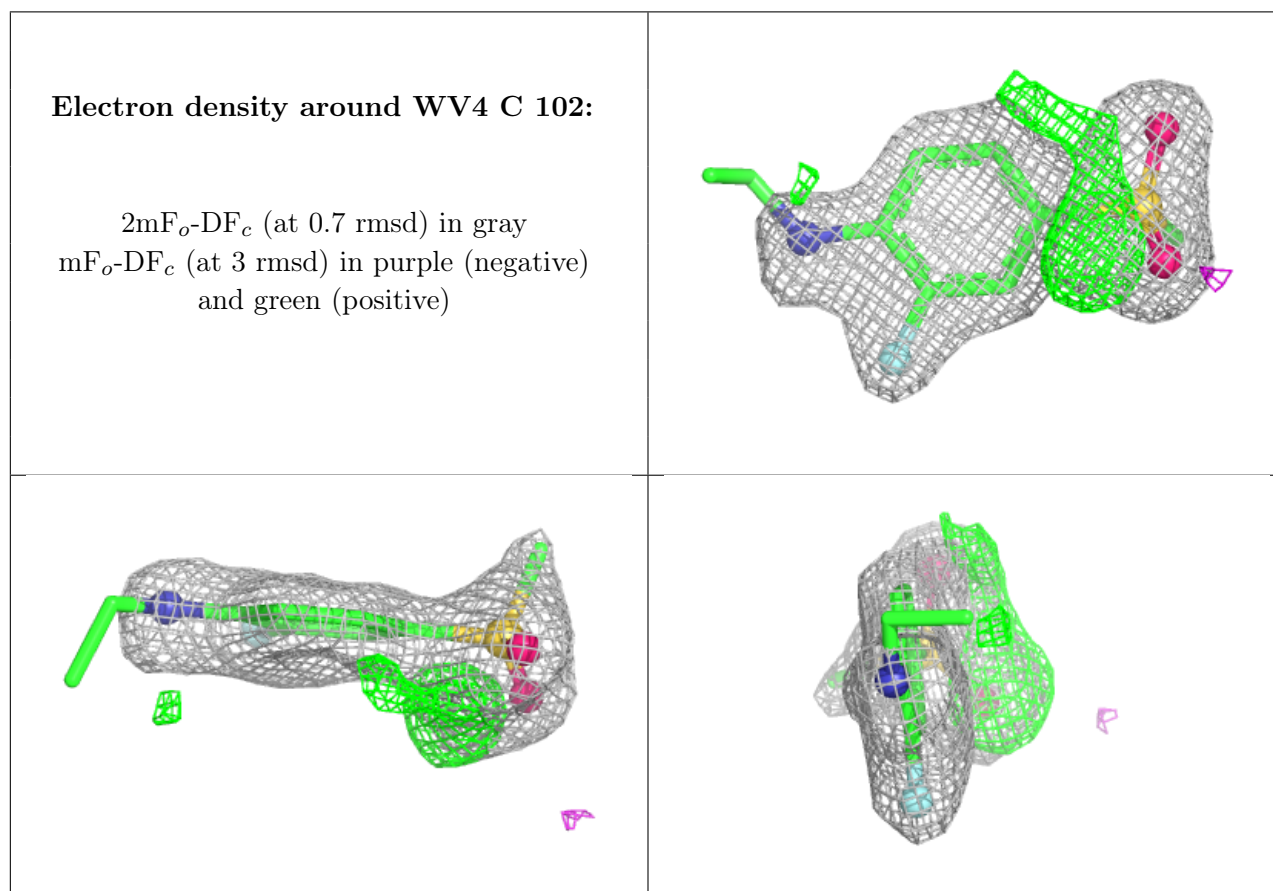 Electron density around WV4 C 102:
2mFo-DFc (at 0.7 rmsd) in gray
mFo-DFc (at 3 rmsd) in purple (negative)
and green (positive)